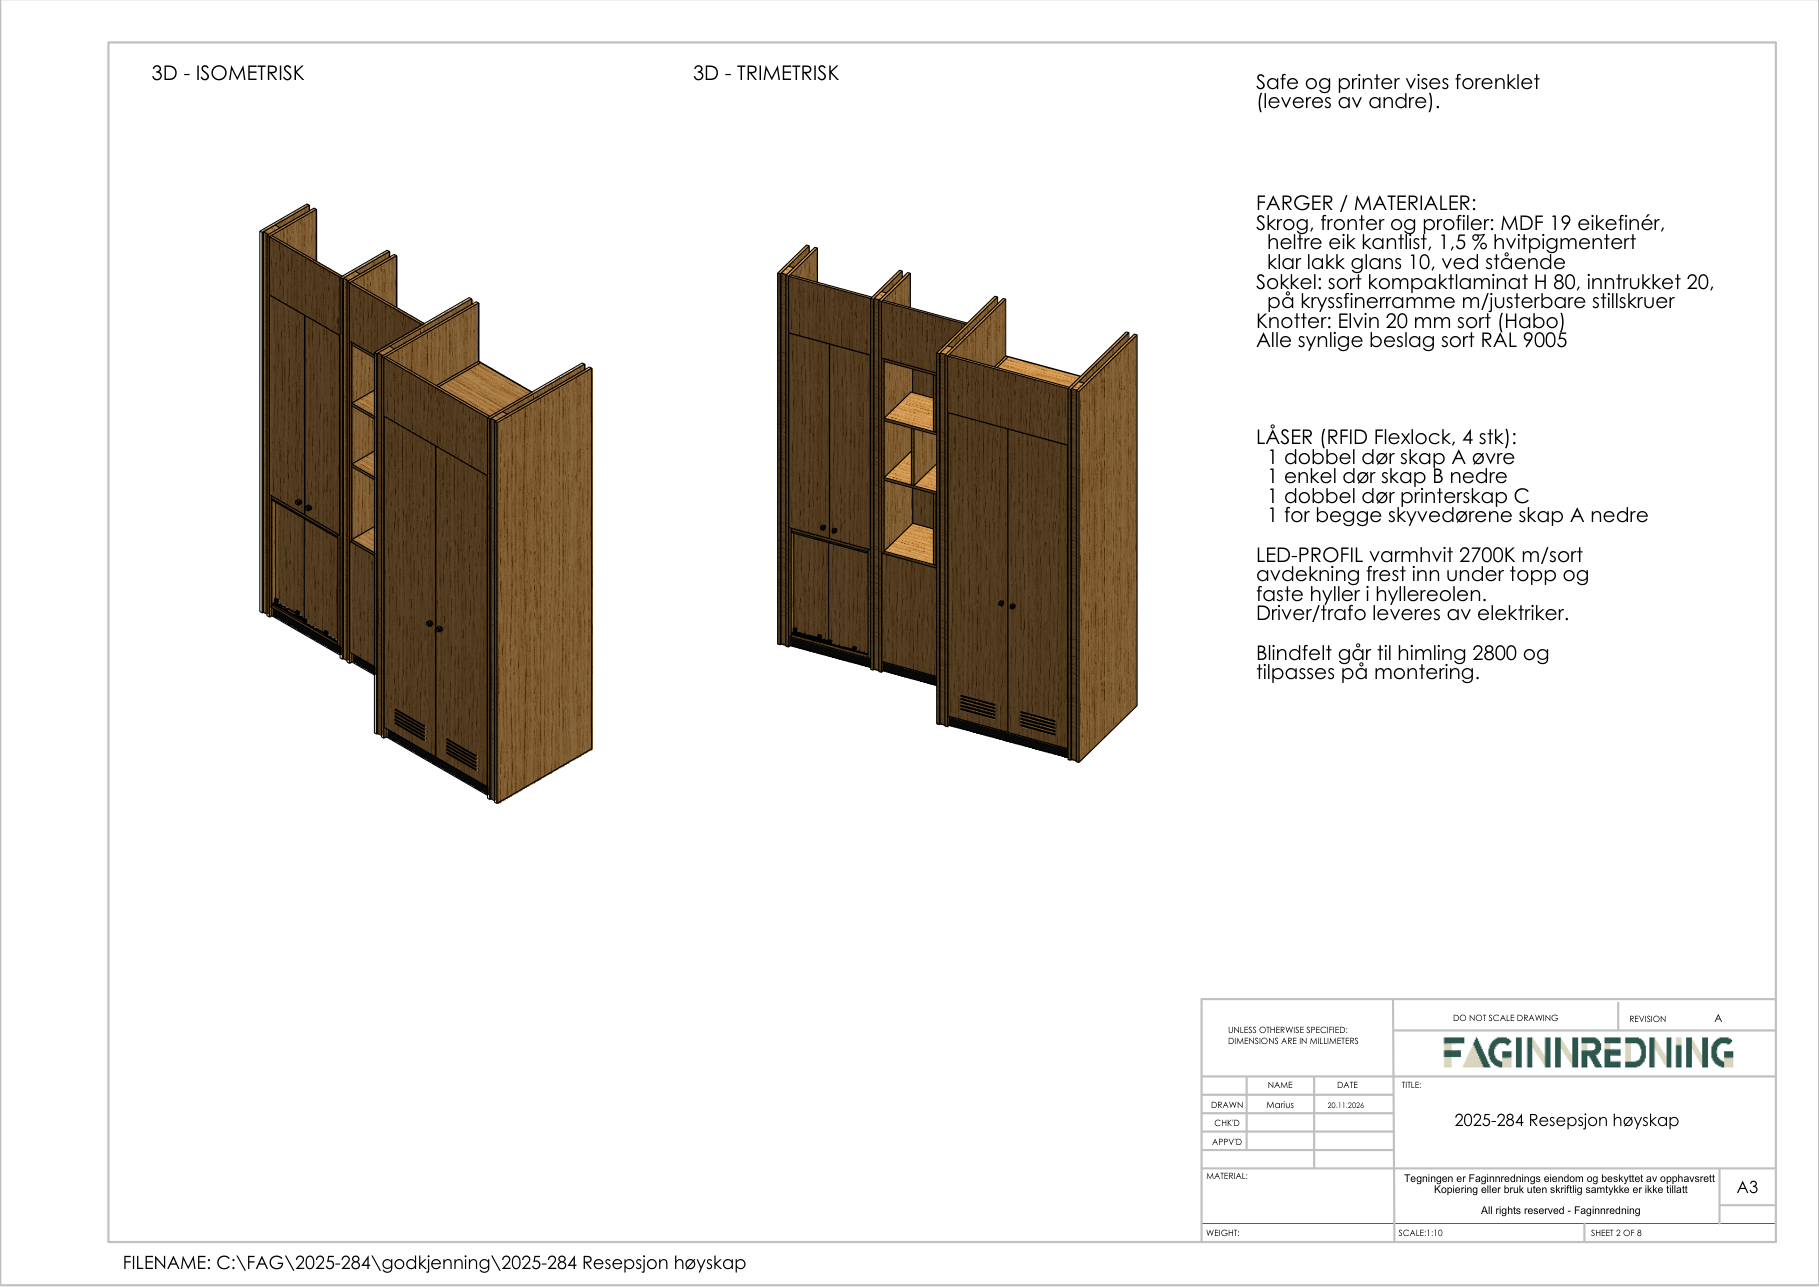 3D - ISOMETRISK
3D - TRIMETRISK
Safe og printer vises forenklet
(leveres av andre).
FARGER / MATERIALER:
Skrog, fronter og profiler: MDF 19 eikefinér,
heltre eik kantlist, 1,5 % hvitpigmentert
klar lakk glans 10, ved stående
Sokkel: sort kompaktlaminat H 80, inntrukket 20,
på kryssfinerramme m/justerbare stillskruer
Knotter: Elvin 20 mm sort (Habo)
Alle synlige beslag sort RAL 9005
LÅSER (RFID Flexlock, 4 stk):
1 dobbel dør skap A øvre
1 enkel dør skap B nedre
1 dobbel dør printerskap C
1 for begge skyvedørene skap A nedre
LED-PROFIL varmhvit 2700K m/sort
avdekning frest inn under topp og
faste hyller i hyllereolen.
Driver/trafo leveres av elektriker.
Blindfelt går til himling 2800 og
tilpasses på montering.
UNLESS OTHERWISE SPECIFIED:
DIMENSIONS ARE IN MILLIMETERS
DO NOT SCALE DRAWING
REVISION A
FAGINNREDNING
NAME DATE
DRAWN Marius 20.11.2026
CHK'D
APPV'D
TITLE:
2025-284 Resepsjon høyskap
MATERIAL:
Tegningen er Faginnrednings eiendom og beskyttet av opphavsrett
Kopiering eller bruk uten skriftlig samtykke er ikke tillatt
All rights reserved - Faginnredning
A3
WEIGHT:
SCALE:1:10
SHEET 2 OF 8
FILENAME: C:\FAG\2025-284\godkjenning\2025-284 Resepsjon høyskap